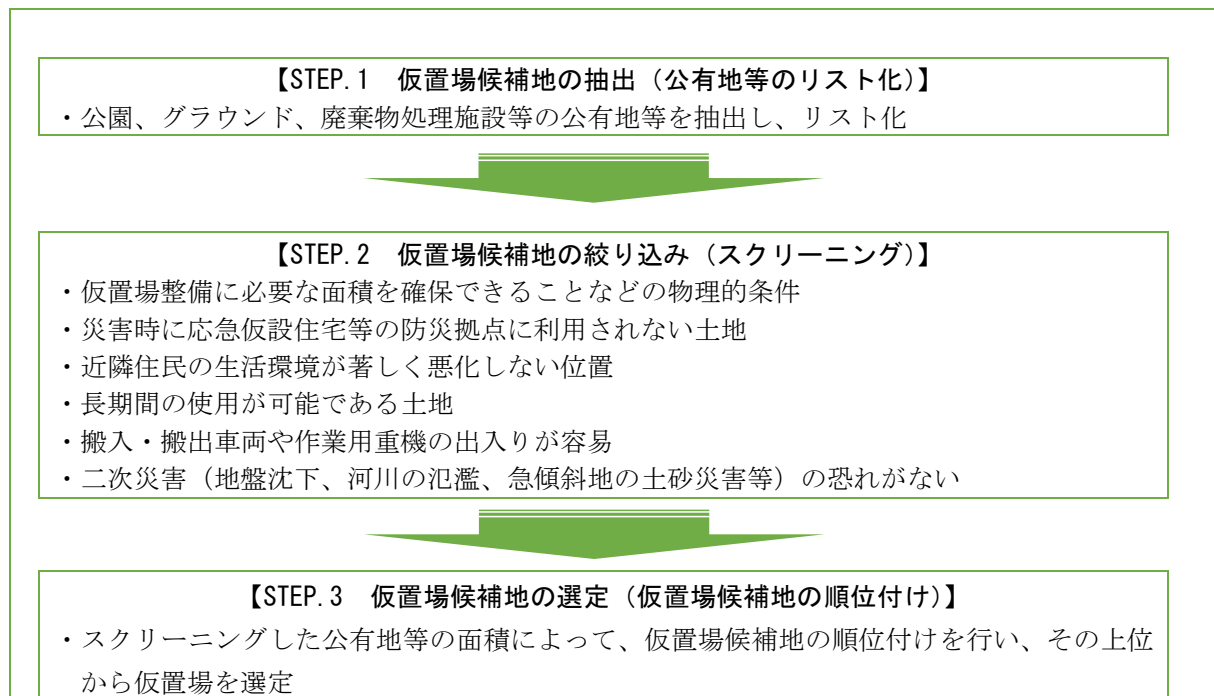 【STEP.1　仮置場候補地の抽出（公有地等のリスト化）】
・公園、グラウンド、廃棄物処理施設等の公有地等を抽出し、リスト化
【STEP.2　仮置場候補地の絞り込み（スクリーニング）】
・仮置場整備に必要な面積を確保できることなどの物理的条件
・災害時に応急仮設住宅等の防災拠点に利用されない土地
・近隣住民の生活環境が著しく悪化しない位置
・長期間の使用が可能である土地
・搬入・搬出車両や作業用重機の出入りが容易
・二次災害（地盤沈下、河川の氾濫、急傾斜地の土砂災害等）の恐れがない
【STEP.3　仮置場候補地の選定（仮置場候補地の順位付け）】
・スクリーニングした公有地等の面積によって、仮置場候補地の順位付けを行い、その上位
から仮置場を選定